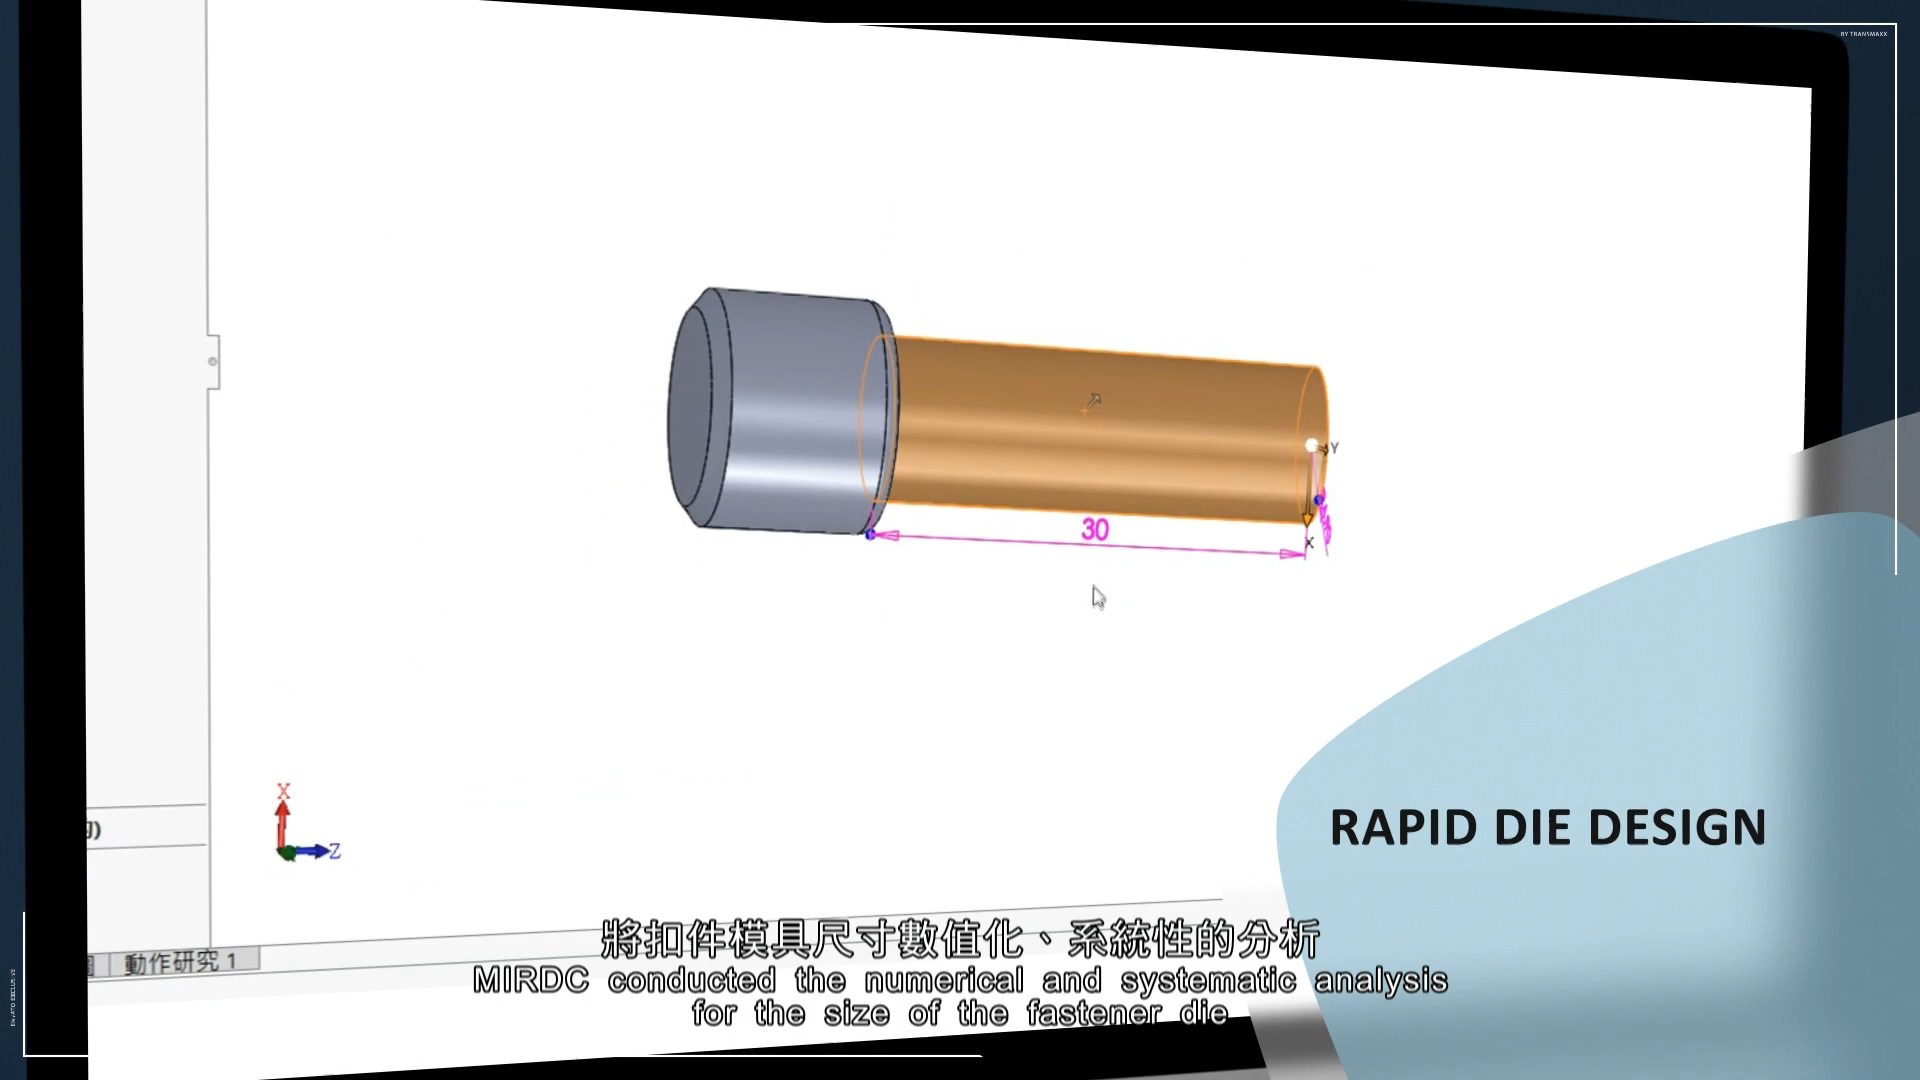 BY TRANSMAXX
30
Y
X
X
Z
RAPID DIE DESIGN
動作研究 1
將扣件模具尺寸數值化、系統性的分析
MIRDC conducted the numerical and systematic analysis
for the size of the fastener die